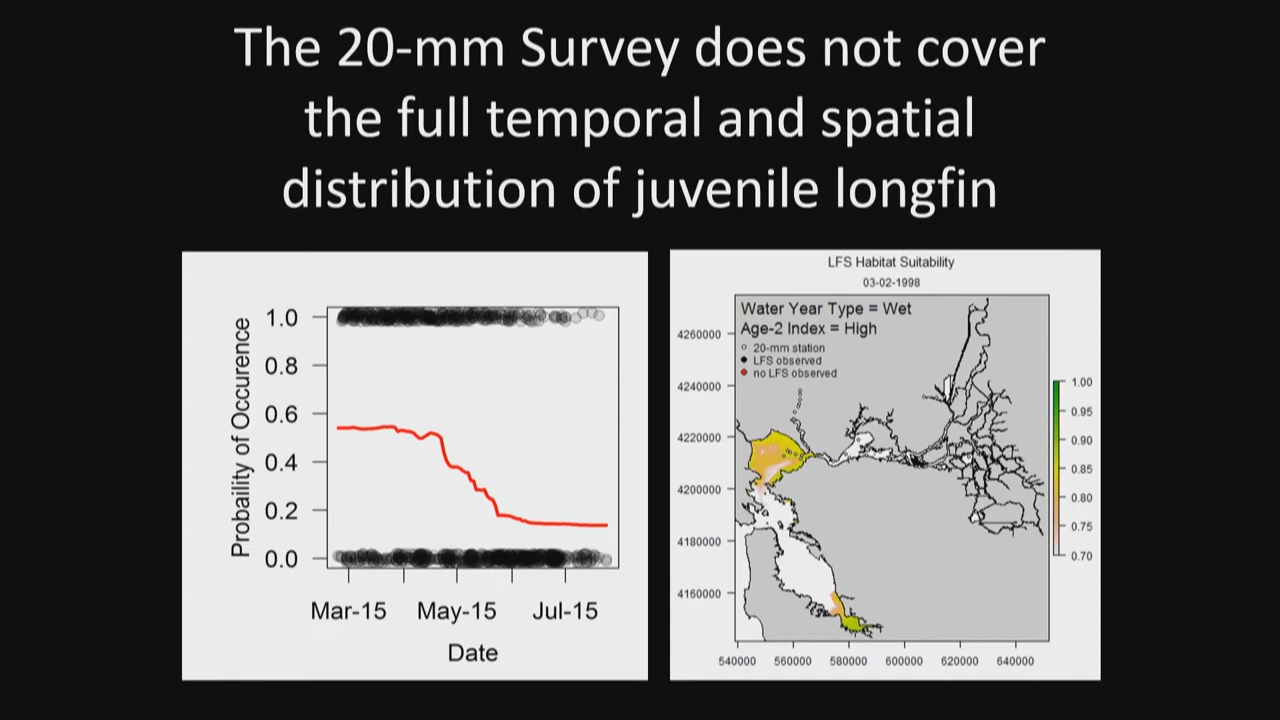 The 20-mm Survey does not cover
the full temporal and spatial
distribution of juvenile longfin
Probaility of Occurence
1.0
0.8
0.6
0.4
0.2
0.0
Mar-15 May-15 Jul-15
Date
LFS Habitat Suitability
03-02-1998
Water Year Type = Wet
Age-2 Index = High
20-mm station
LFS observed
no LFS observed
4260000
4240000
4220000
4200000
4180000
4160000
540000 560000 580000 600000 620000 640000
1.00
0.95
0.90
0.85
0.80
0.75
0.70